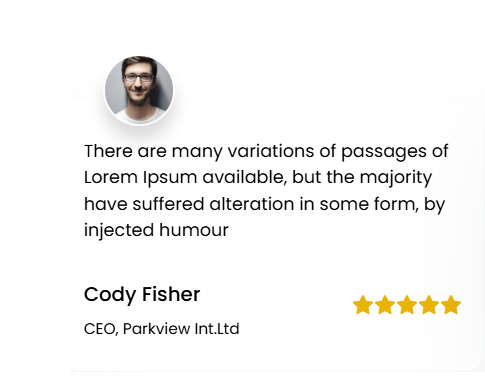 There are many variations of passages of
Lorem Ipsum available, but the majority
have suffered alteration in some form, by
injected humour
Cody Fisher
CEO, Parkview Int.Ltd